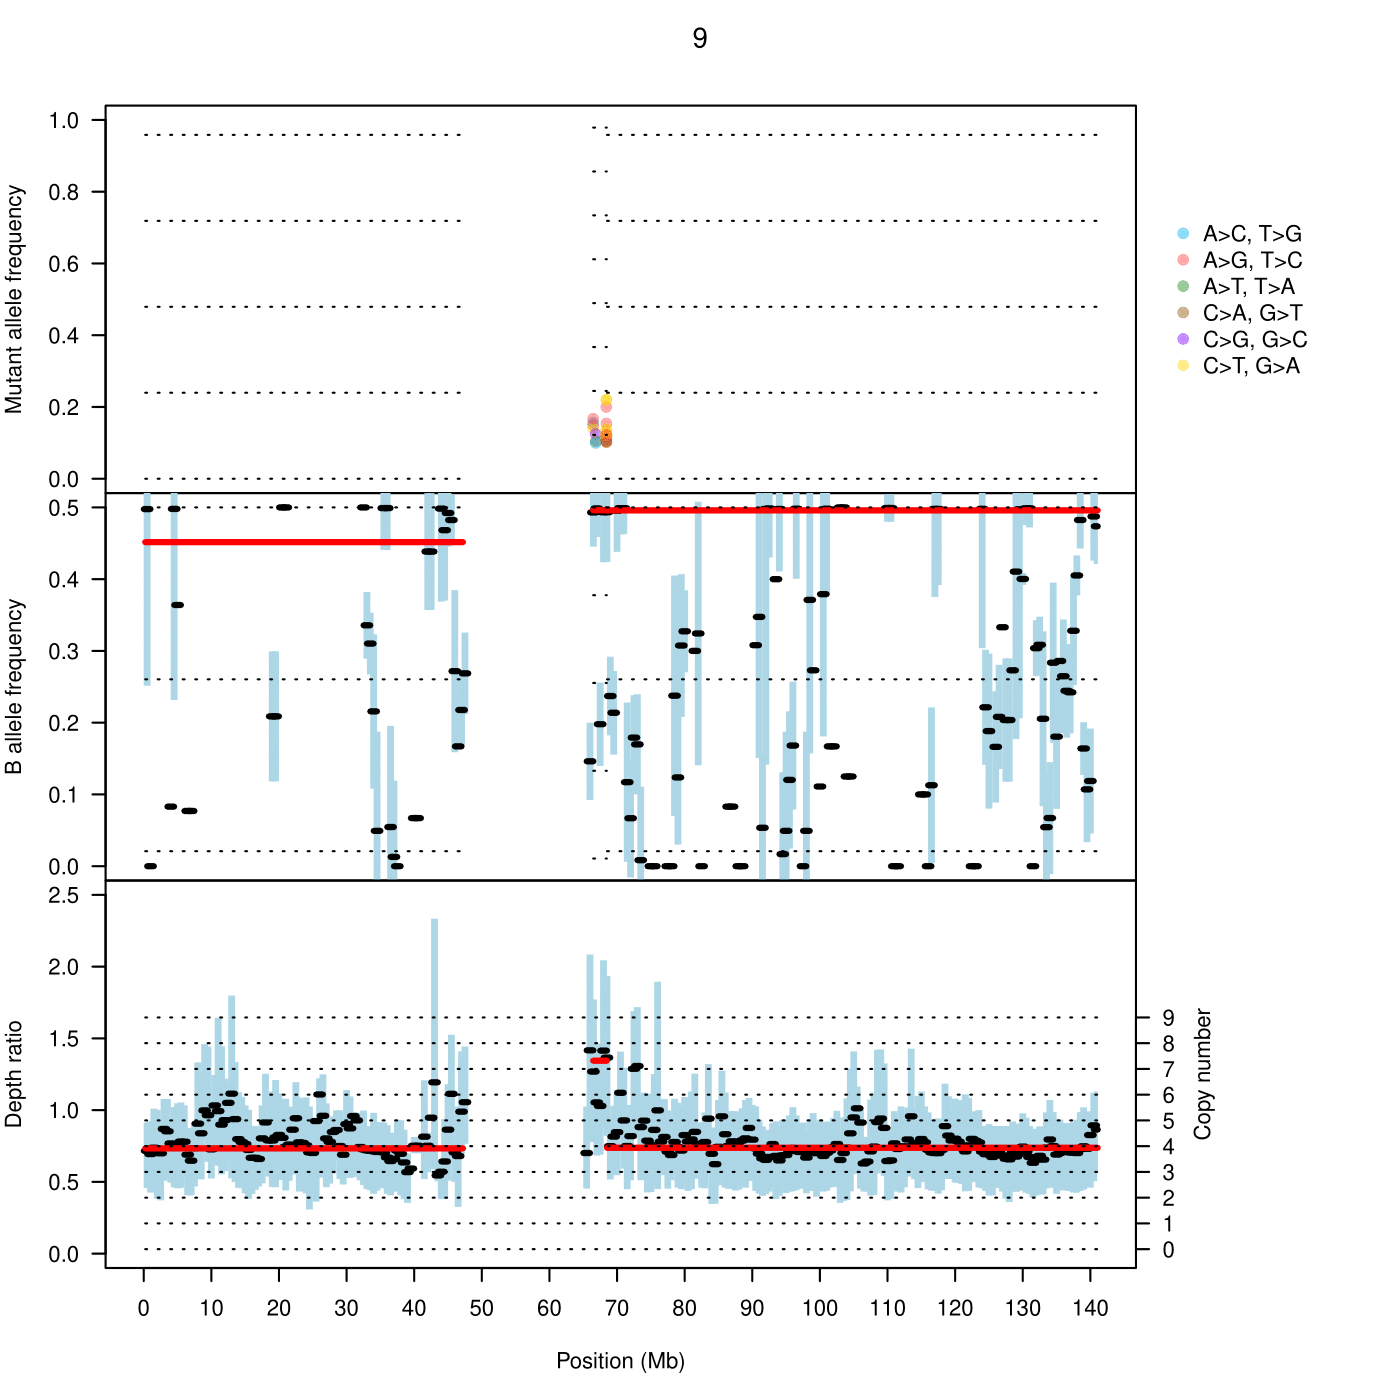 9
Mutant allele frequency
1.0
0.8
0.6
0.4
0.2
0.0
A>C, T>G
A>G, T>C
A>T, T>A
C>A, G>T
C>G, G>C
C>T, G>A
B allele frequency
0.5
0.4
0.3
0.2
0.1
0.0
Depth ratio
2.5
2.0
1.5
1.0
0.5
0.0
9
8
7
6
5
4
3
2
1
0
Copy number
0 10 20 30 40 50 60 70 80 90 100 110 120 130 140
Position (Mb)